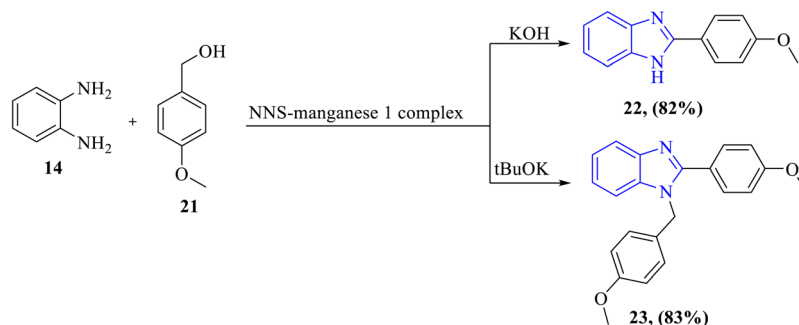 OH
NH2
NH2
14
+
O
21
NNS-manganese 1 complex
KOH
N
N
H
O
22, (82%)
tBuOK
N
N
O
O
23, (83%)